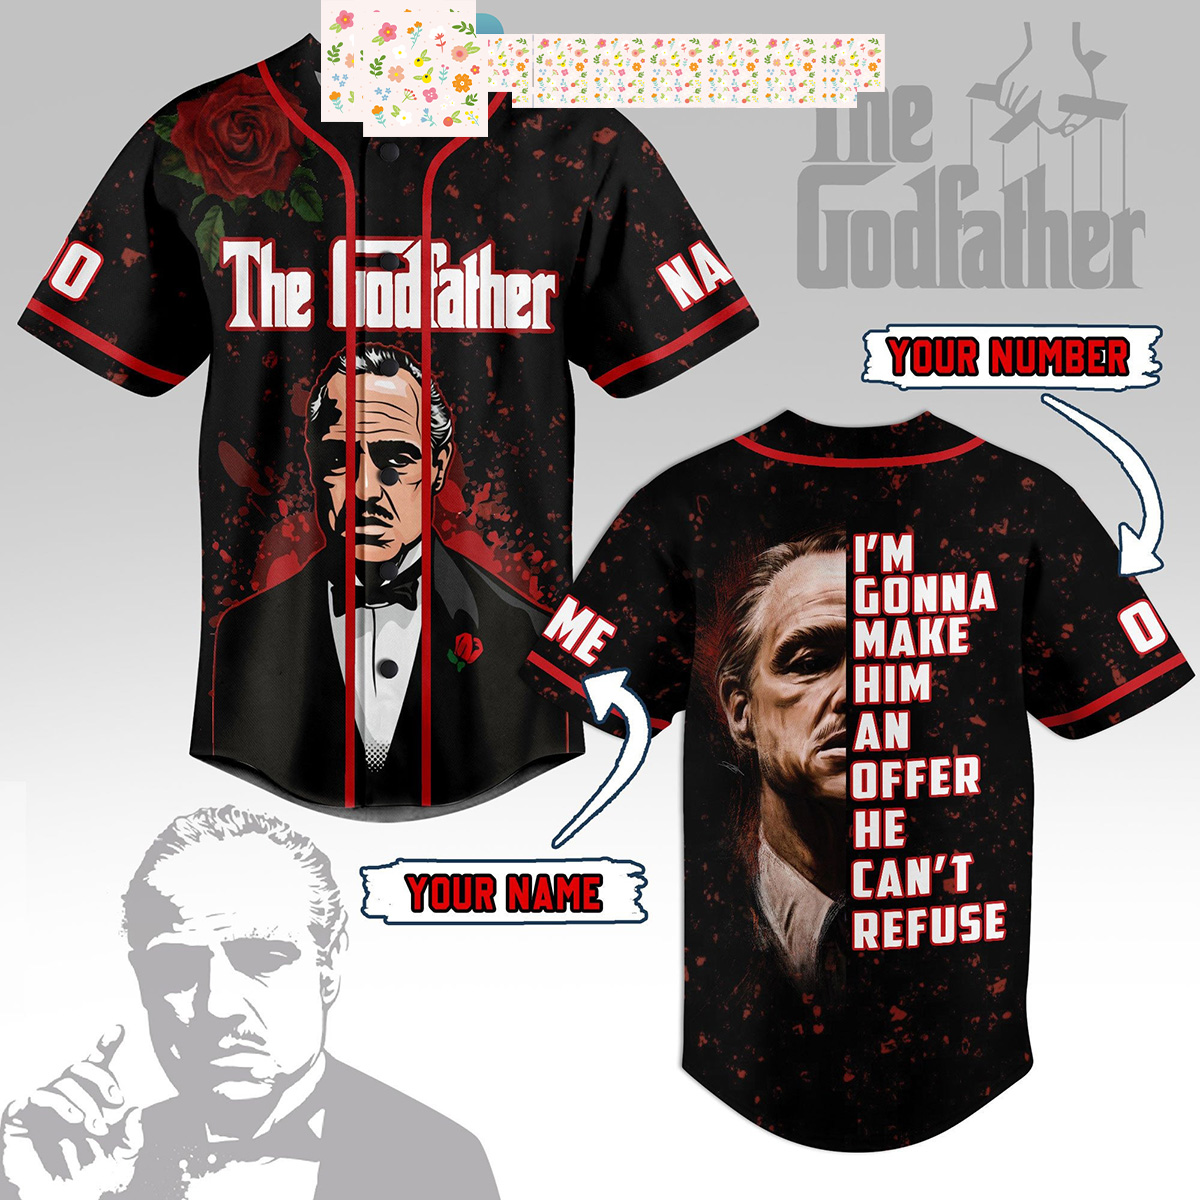 The
Godfather
The Godfather
00
NA
YOUR NUMBER
I'M
GONNA
MAKE
HIM
AN
OFFER
HE
CAN'T
REFUSE
ME
0
YOUR NAME